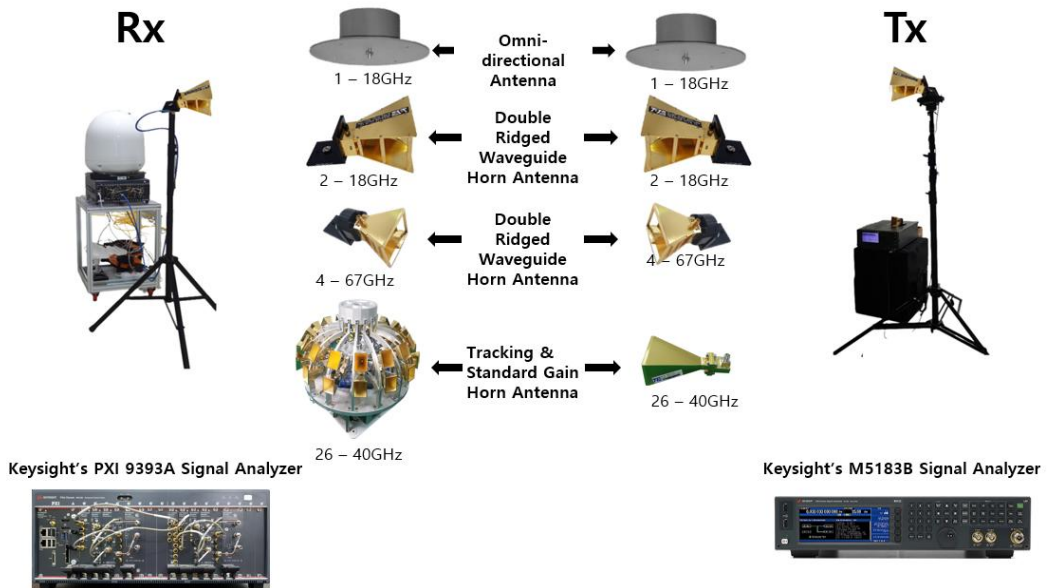 Rx
Tx
Omni-
directional
Antenna
1 – 18GHz
1 – 18GHz
Double
Ridged
Waveguide
Horn Antenna
2 – 18GHz
2 – 18GHz
Double
Ridged
Waveguide
Horn Antenna
4 – 67GHz
4 – 67GHz
Tracking &
Standard Gain
Horn Antenna
26 – 40GHz
26 – 40GHz
Keysight's PXI 9393A Signal Analyzer
Keysight's M5183B Signal Analyzer
KEYSIGHT
PXI